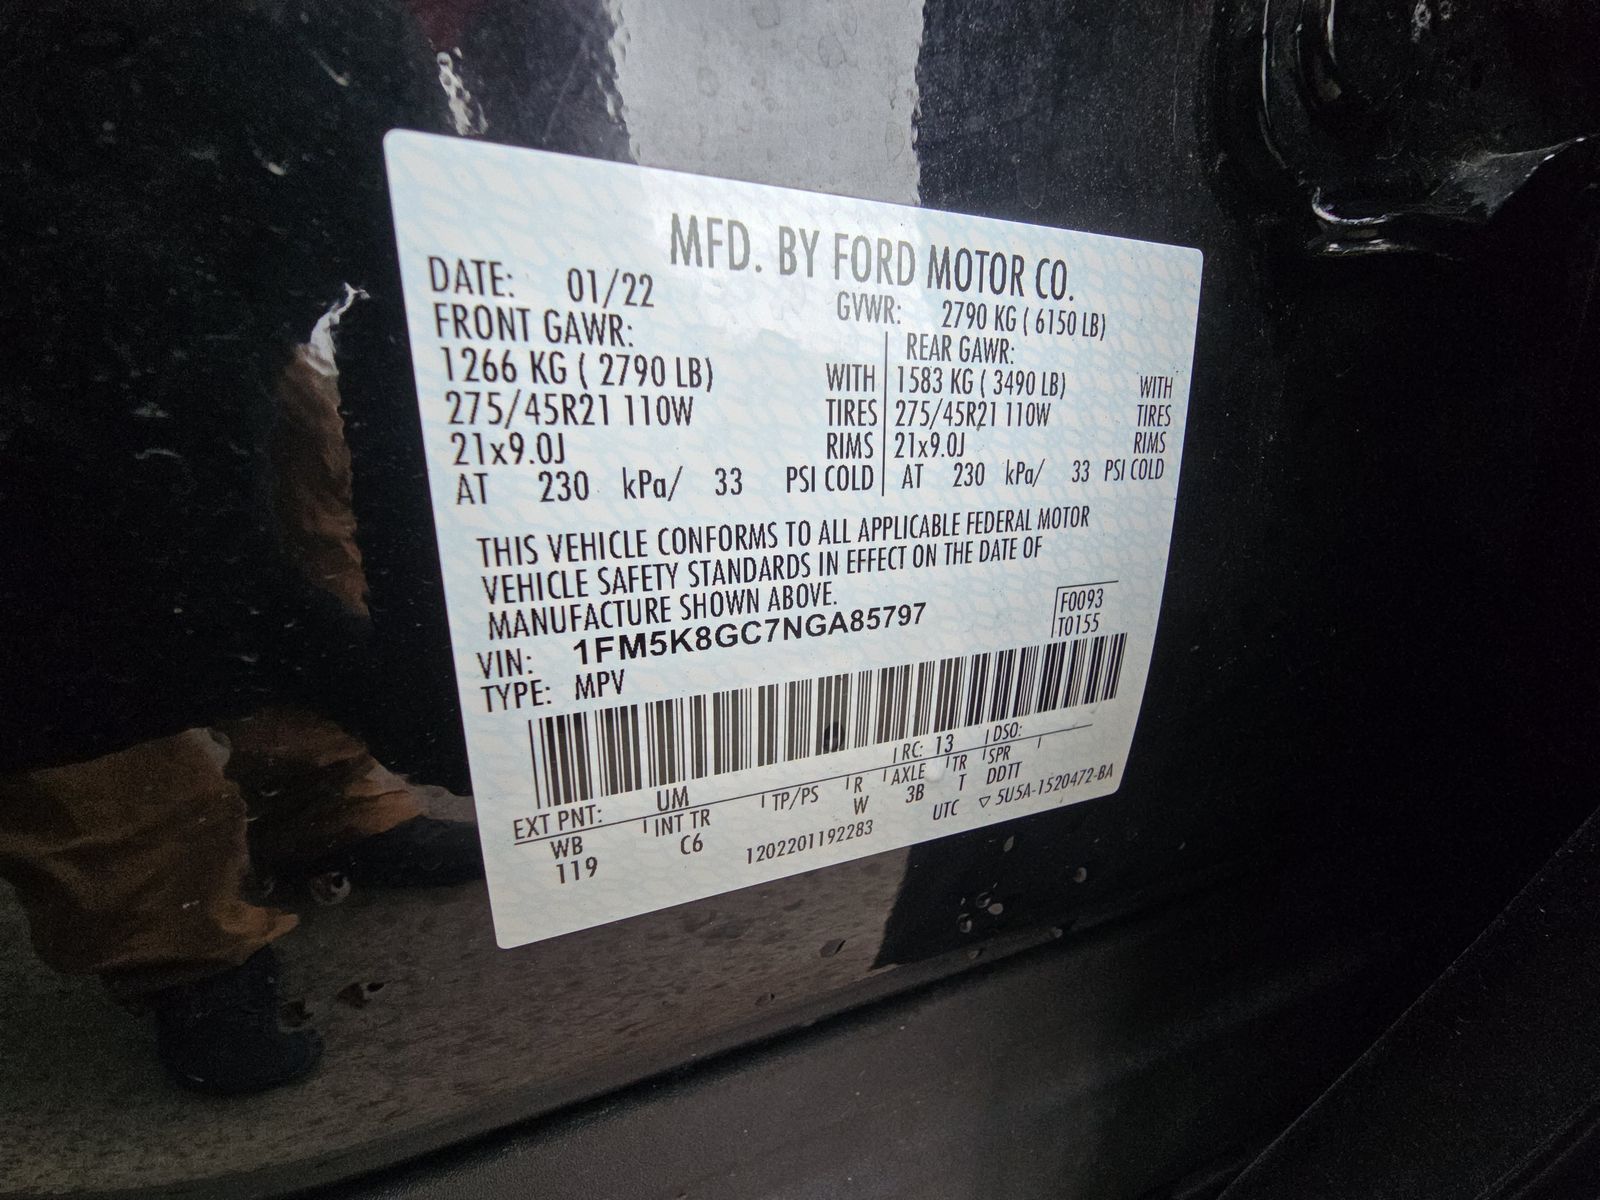 MFD. BY FORD MOTOR CO.
DATE: 01/22 GVWR: 2790 KG ( 6150 LB)
FRONT GAWR: REAR GAWR:
1266 KG ( 2790 LB) WITH 1583 KG ( 3490 LB) WITH
275/45R21 110W TIRES 275/45R21 110W TIRES
21x9.0J RIMS 21x9.0J RIMS
AT 230 kPa/ 33 PSI COLD AT 230 kPa/ 33 PSI COLD
THIS VEHICLE CONFORMS TO ALL APPLICABLE FEDERAL MOTOR
VEHICLE SAFETY STANDARDS IN EFFECT ON THE DATE OF
MANUFACTURE SHOWN ABOVE.
F0093
VIN: 1FM5K8GC7NGA85797 T0155
TYPE: MPV
EXT PNT: UM RC: 13 DSO:
WB INT TR TP/PS R AXLE TR SPR
119 C6 W 3B T DDTT
1202201192283 UTC ▽ 5U5A-1520472-BA